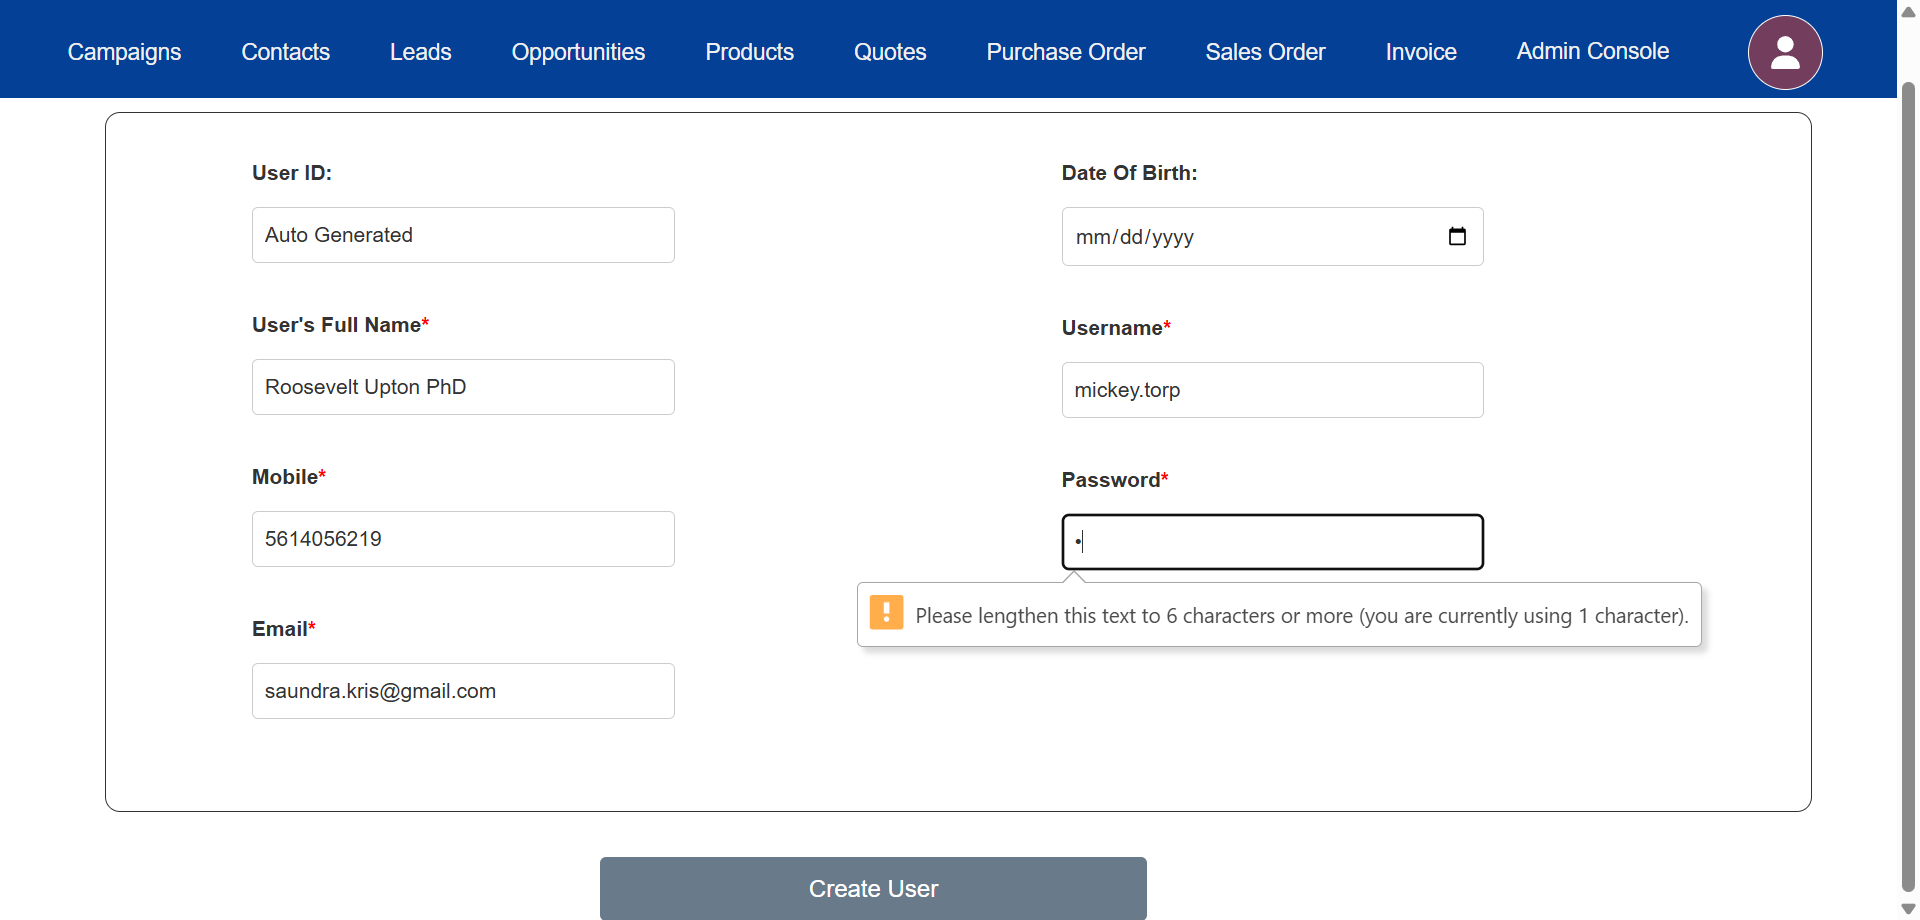 Campaigns Contacts Leads Opportunities Products Quotes Purchase Order Sales Order Invoice Admin Console
User ID:
Auto Generated
User's Full Name*
Roosevelt Upton PhD
Mobile*
5614056219
Email*
saundra.kris@gmail.com
Date Of Birth:
mm/dd/yyyy
Username*
mickey.torp
Password*
•
Please lengthen this text to 6 characters or more (you are currently using 1 character).
Create User